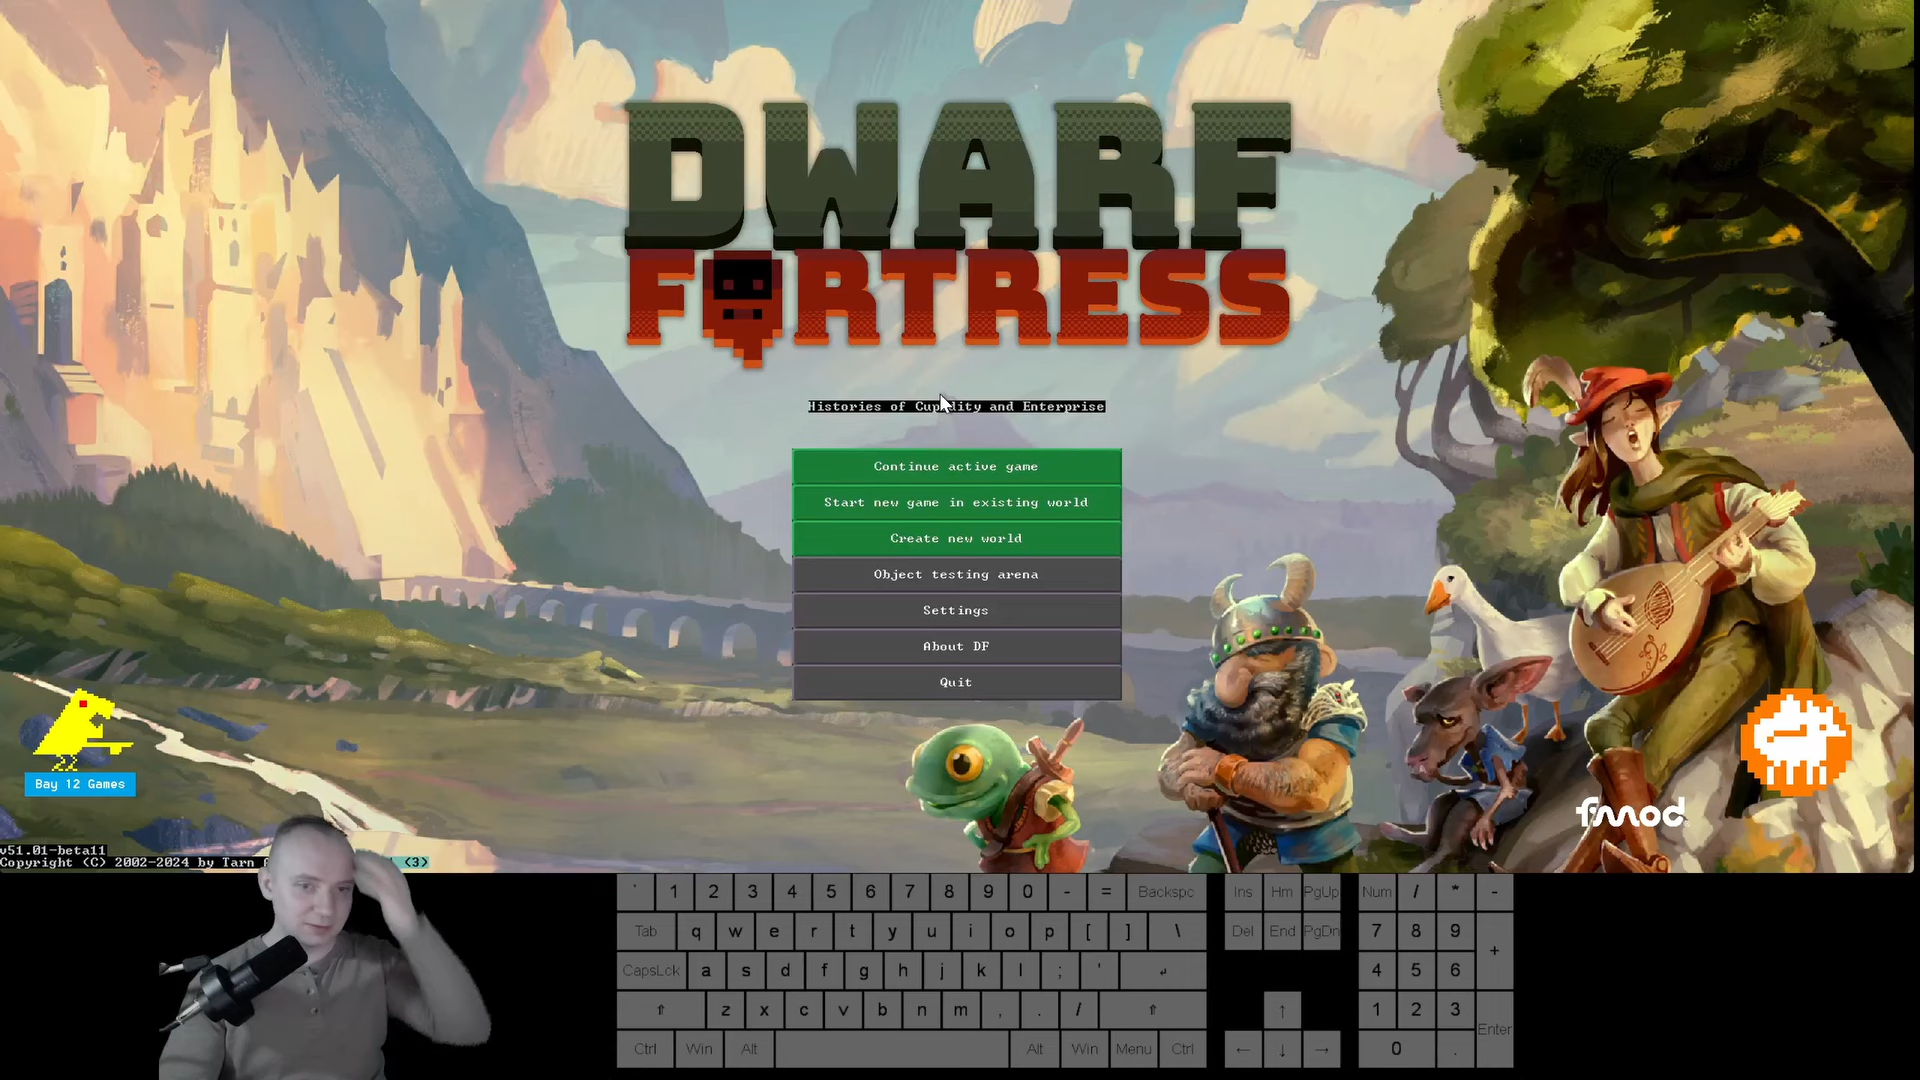 DWARF
FORTRESS
Histories of Cupidity and Enterprise
Continue active game
Start new game in existing world
Create new world
Object testing arena
Settings
About DF
Quit
Bay 12 Games
fmod
v51.01-beta11
Copyright (C) 2002-2024 by Tarn (3)
` 1 2 3 4 5 6 7 8 9 0 - = Backspc Ins Hm PgUp Num / * -
Tab q w e r t y u i o p [ ] \ Del End PgDn 7 8 9 +
CapsLck a s d f g h j k l ; ' ↲ 4 5 6
⇧ z x c v b n m , . / ⇧ ↑ 1 2 3 Enter
Ctrl Win Alt Alt Win Menu Ctrl ← ↓ → 0 .